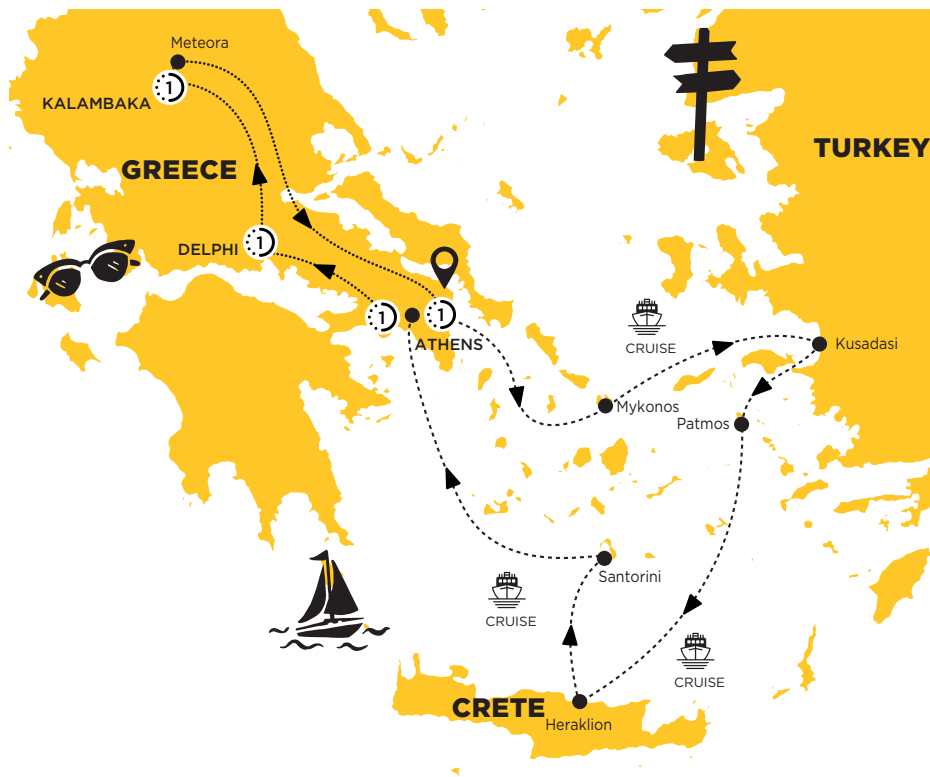 Meteora
1
KALAMBAKA
TURKEY
GREECE
1
DELPHI
1
1
ATHENS
CRUISE
Kusadasi
Mykonos
Patmos
Santorini
CRUISE
CRUISE
CRETE
Heraklion